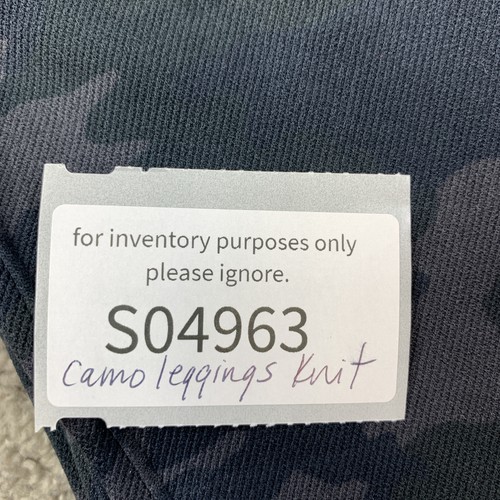 for inventory purposes only
please ignore.
S04963
Camo leggings Knit